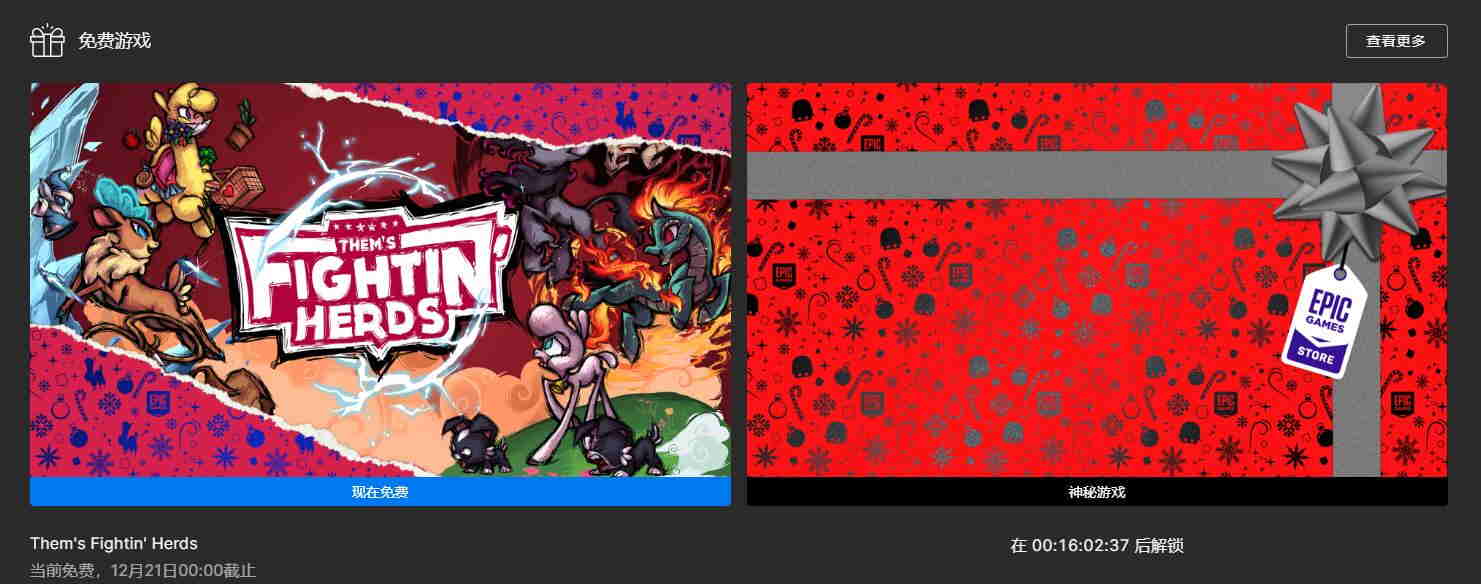 免费游戏
查看更多
THEM'S
FIGHTIN'
HERDS
EPIC
GAMES
STORE
现在免费
神秘游戏
Them's Fightin' Herds
当前免费，12月21日00:00截止
在 00:16:02:37 后解锁